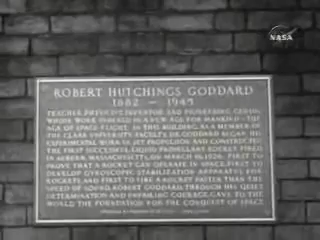 NASA
ROBERT HUTCHINGS GODDARD
1882 — 1945
TEACHER, PHYSICIST, INVENTOR AND PIONEERING GENIUS
WHOSE WORK USHERED IN A NEW AGE FOR MANKIND - THE
AGE OF SPACE FLIGHT. IN THIS BUILDING, AS A MEMBER OF
THE CLARK UNIVERSITY FACULTY, DR. GODDARD BEGAN HIS
EXPERIMENTAL WORK ON JET PROPULSION AND CONSTRUCTED
THE FIRST SUCCESSFUL LIQUID PROPELLANT ROCKET FIRED
IN AUBURN, MASSACHUSETTS, ON MARCH 16, 1926. FIRST TO
PROVE THAT A ROCKET CAN OPERATE IN SPACE, FIRST TO
DEVELOP GYROSCOPIC STABILIZATION APPARATUS FOR
ROCKETS, AND FIRST TO FIRE A ROCKET FASTER THAN THE
SPEED OF SOUND, ROBERT GODDARD, THROUGH HIS QUIET
DETERMINATION AND UNFAILING COURAGE GAVE TO THE
WORLD THE FOUNDATION FOR THE CONQUEST OF SPACE